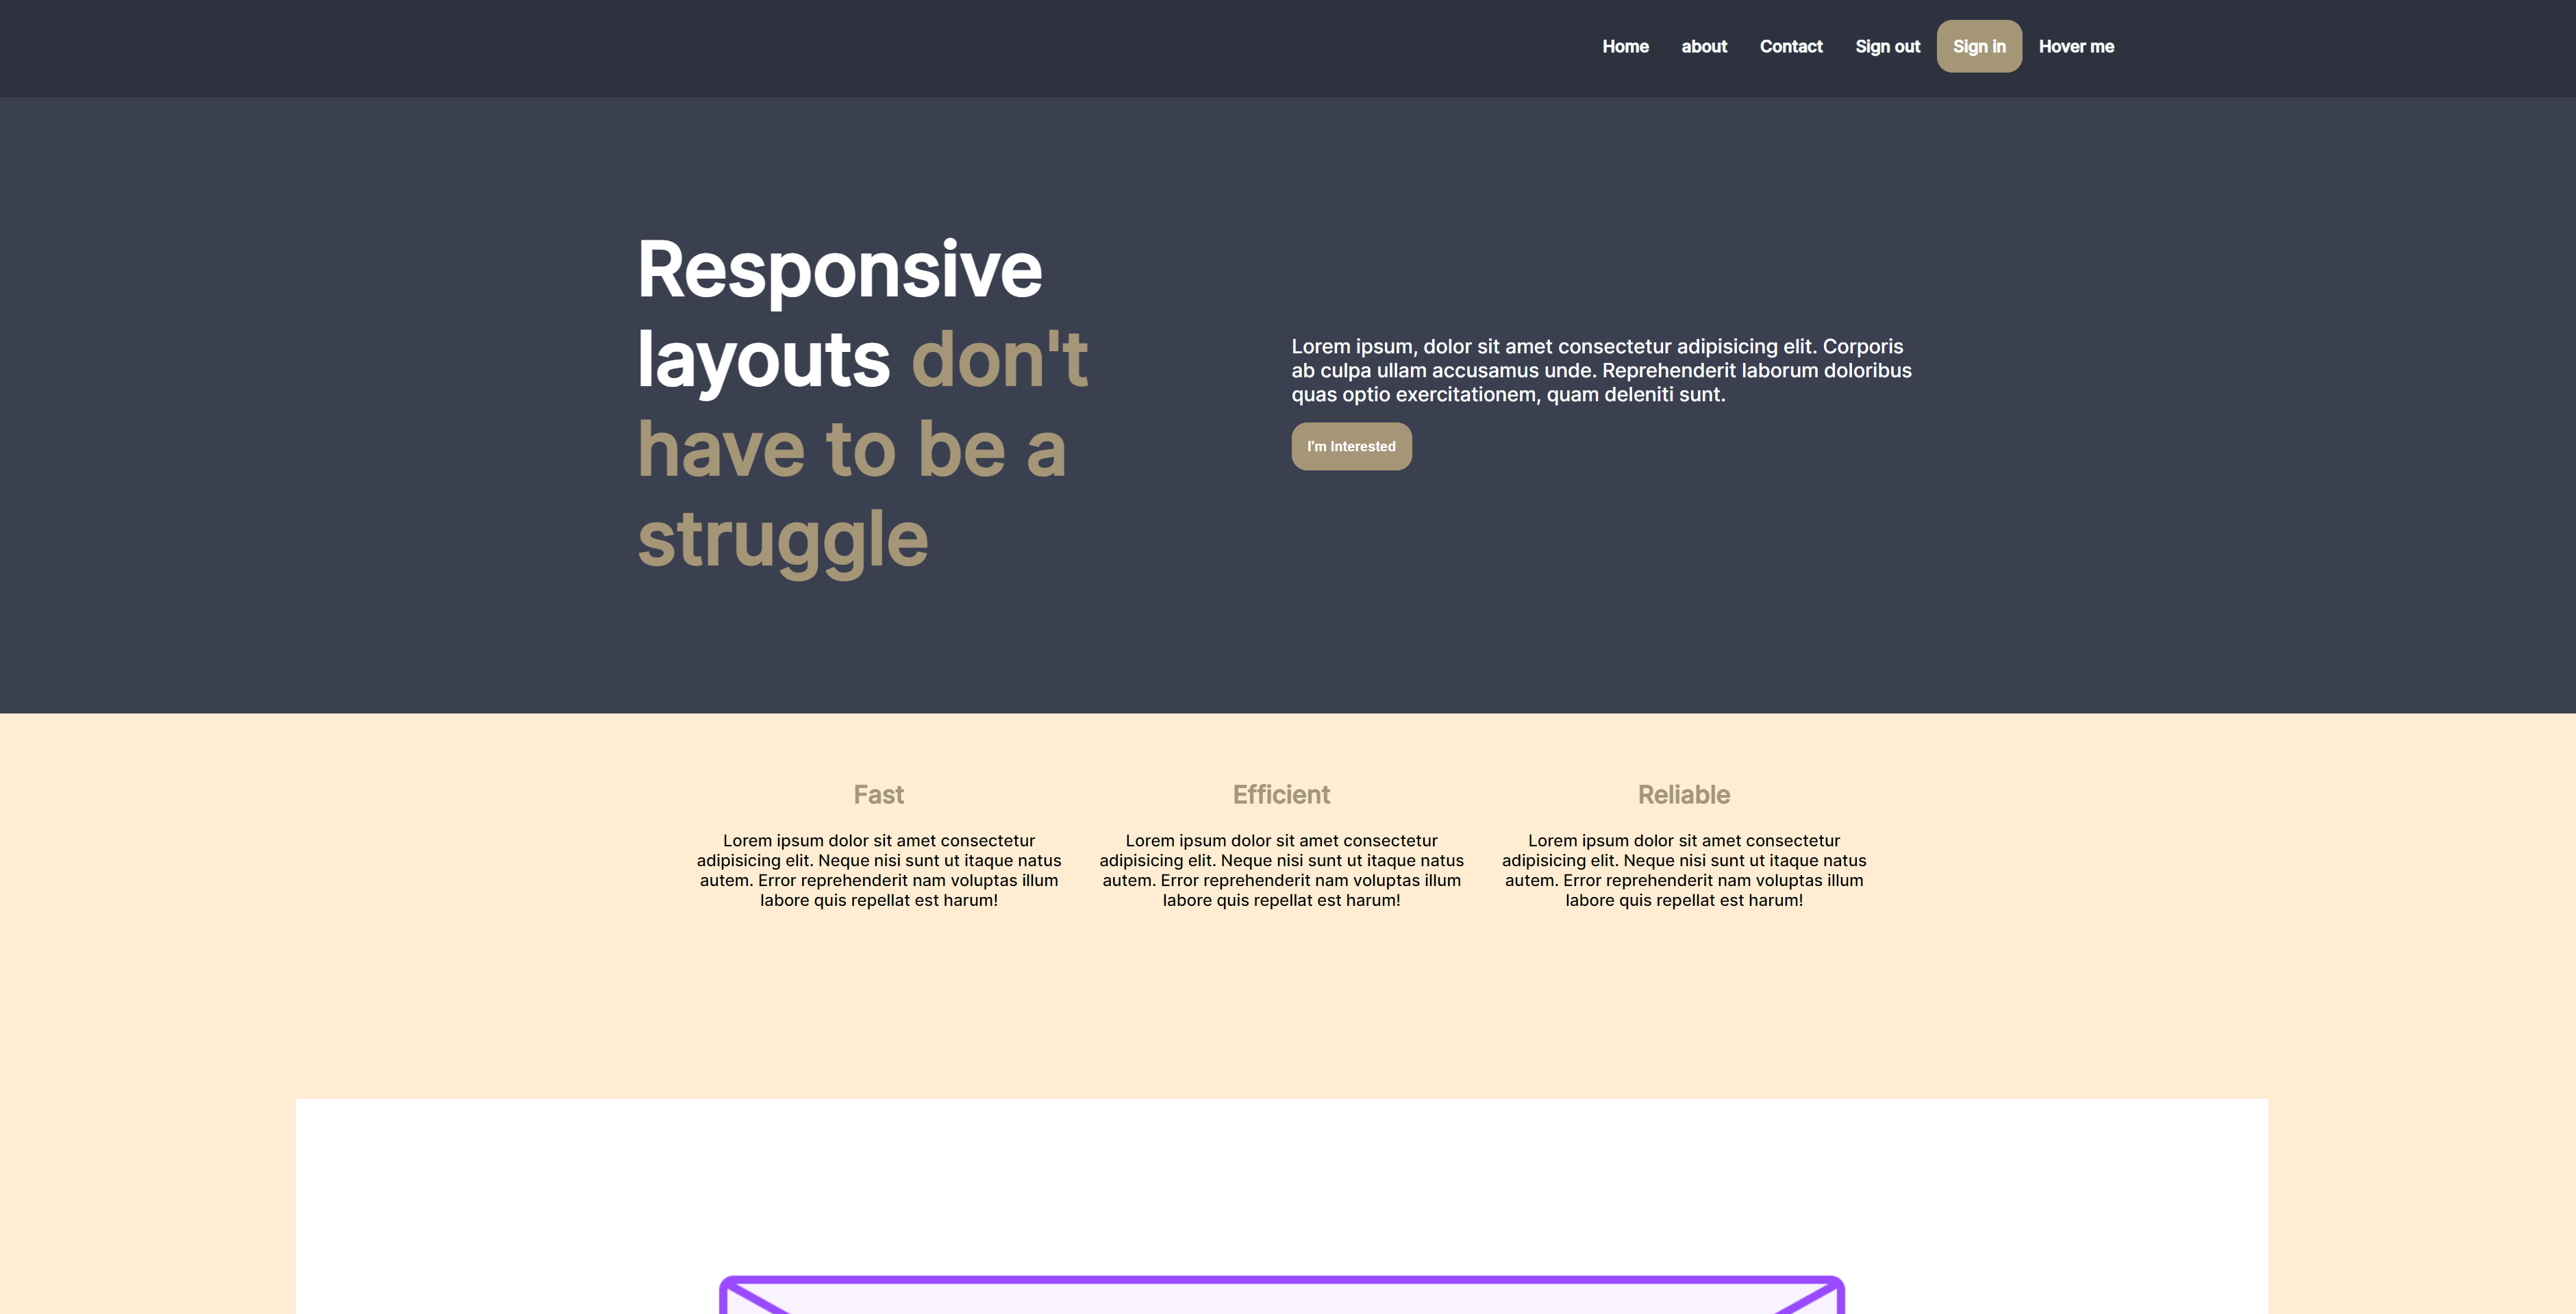 Home about Contact Sign out Sign in Hover me
Responsive
layouts don't
have to be a
struggle
Lorem ipsum, dolor sit amet consectetur adipisicing elit. Corporis
ab culpa ullam accusamus unde. Reprehenderit laborum doloribus
quas optio exercitationem, quam deleniti sunt.
I'm Interested
Fast
Lorem ipsum dolor sit amet consectetur
adipisicing elit. Neque nisi sunt ut itaque natus
autem. Error reprehenderit nam voluptas illum
labore quis repellat est harum!
Efficient
Lorem ipsum dolor sit amet consectetur
adipisicing elit. Neque nisi sunt ut itaque natus
autem. Error reprehenderit nam voluptas illum
labore quis repellat est harum!
Reliable
Lorem ipsum dolor sit amet consectetur
adipisicing elit. Neque nisi sunt ut itaque natus
autem. Error reprehenderit nam voluptas illum
labore quis repellat est harum!